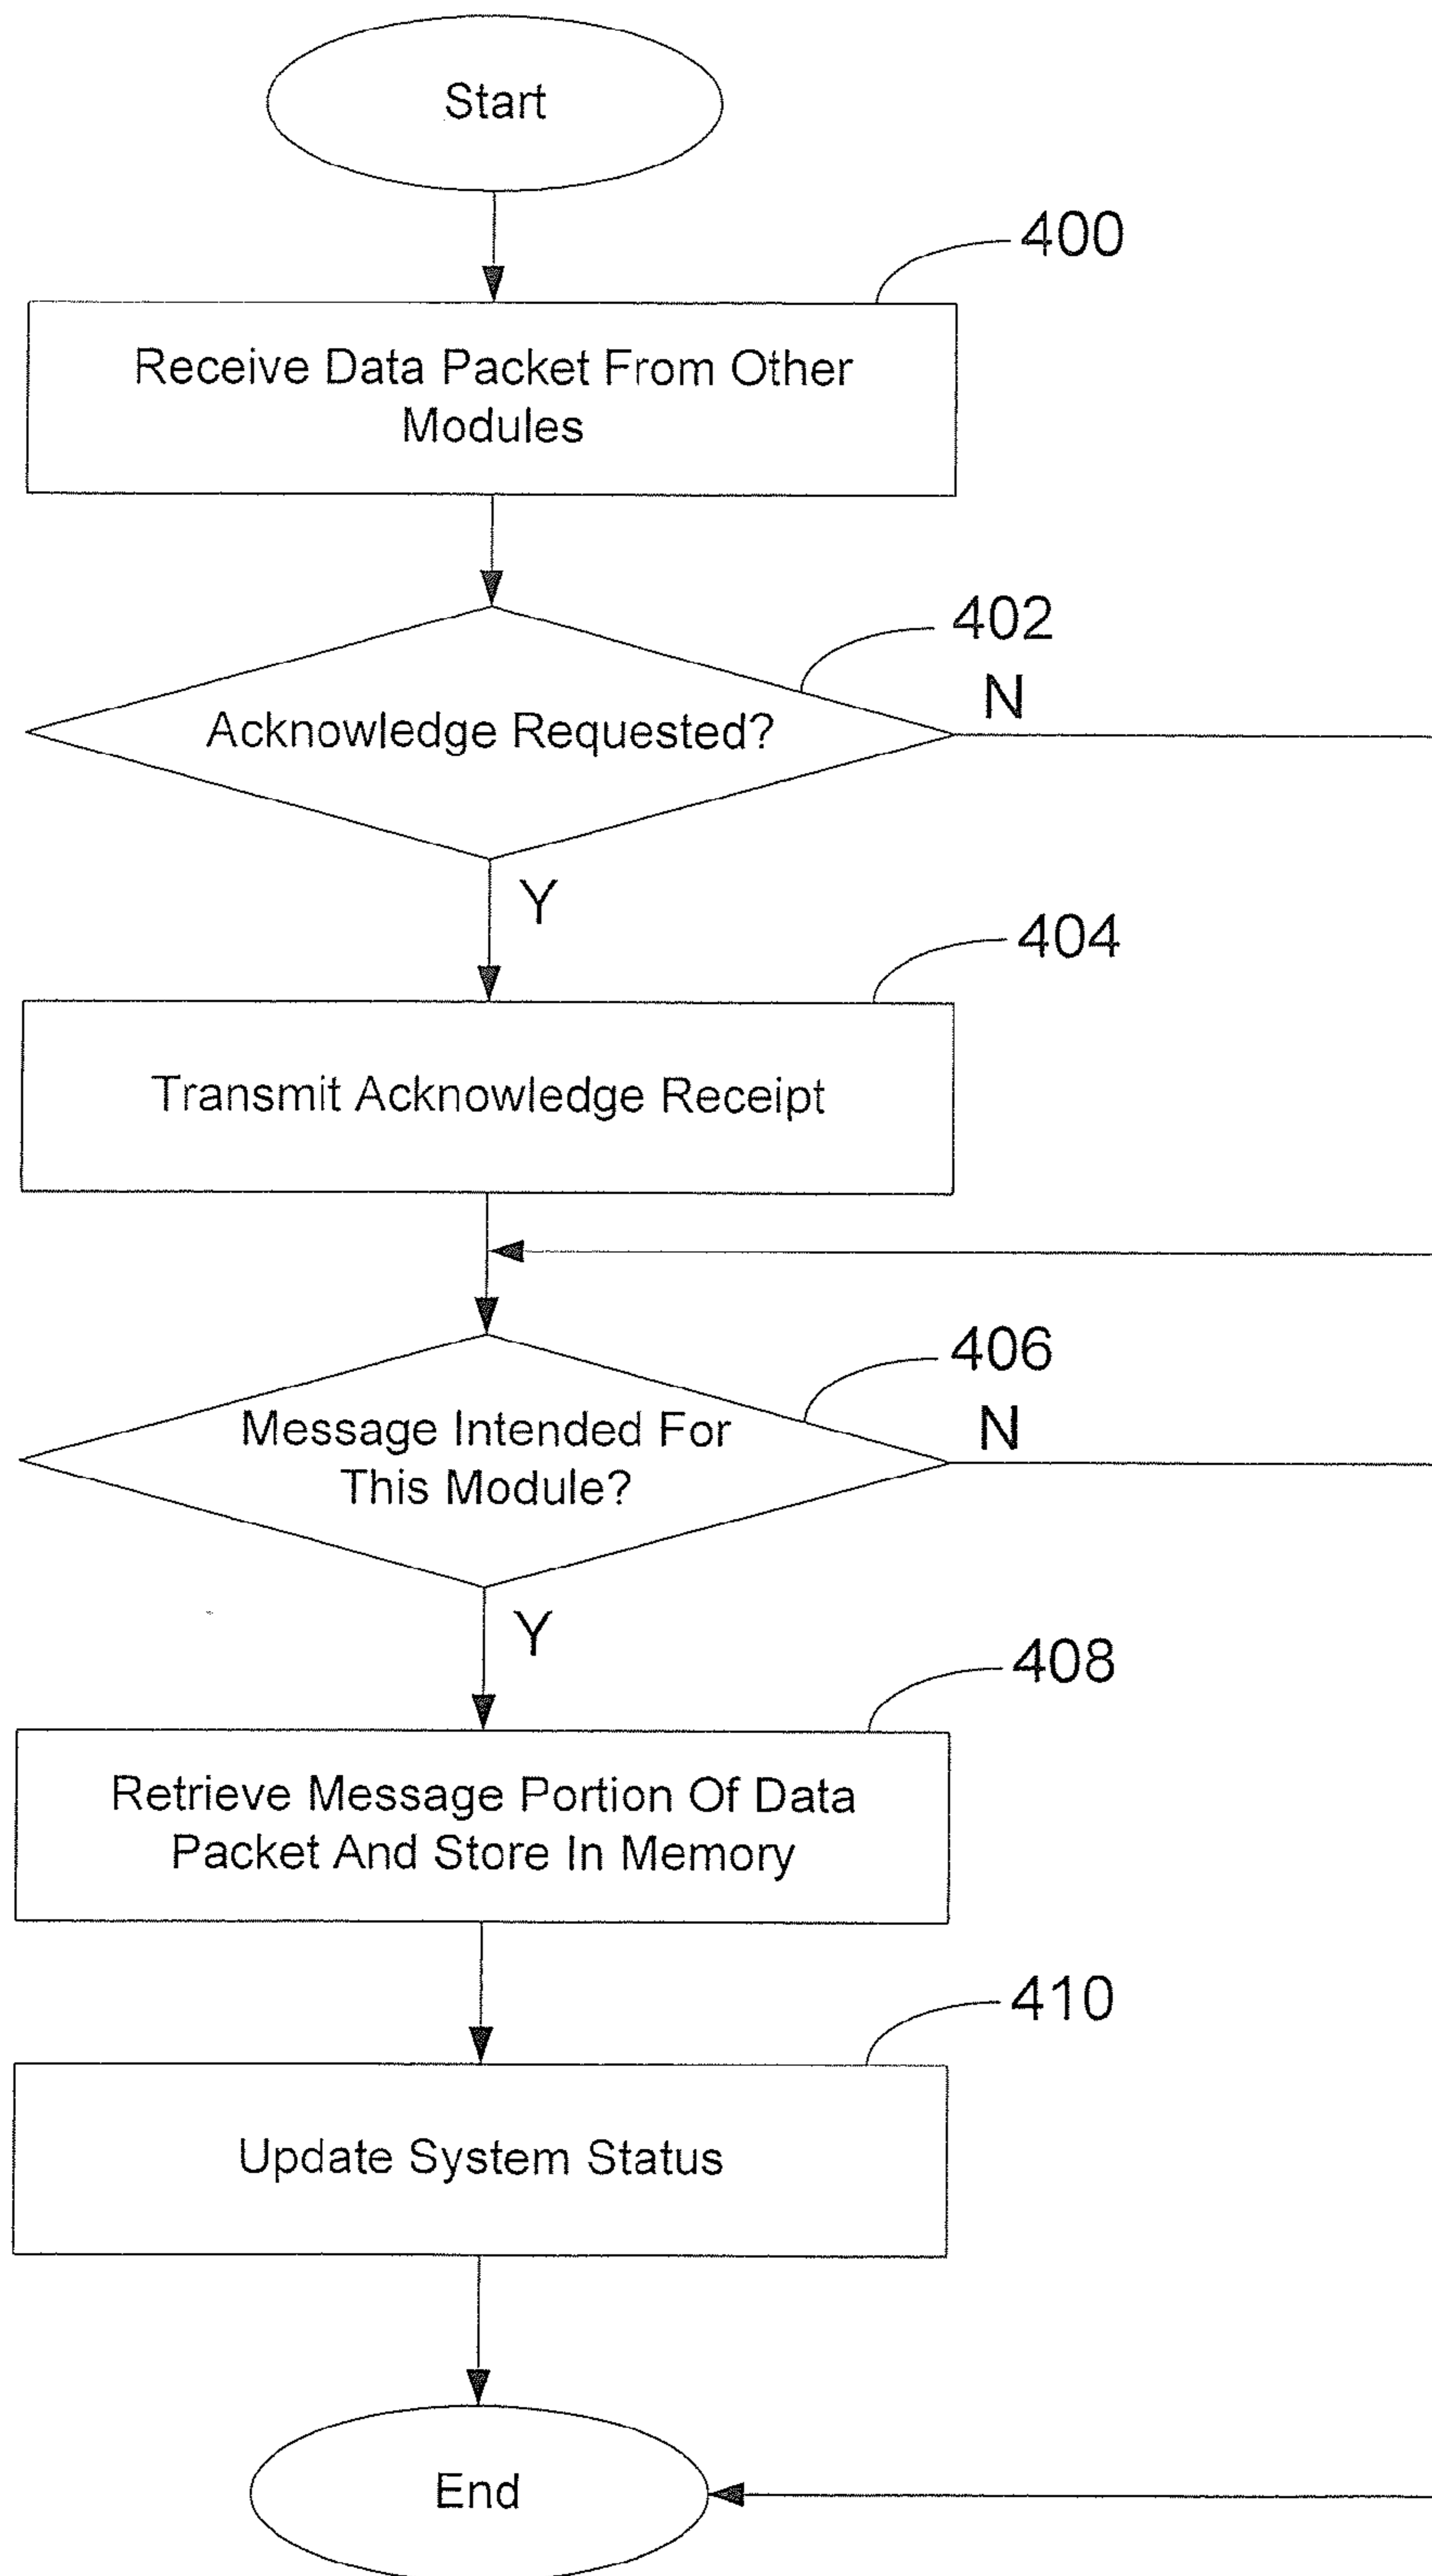 Start
400
Receive Data Packet From Other
Modules
402
N
Acknowledge Requested?
Y
404
Transmit Acknowledge Receipt
406
N
Message Intended For
This Module?
Y
408
Retrieve Message Portion Of Data
Packet And Store In Memory
410
Update System Status
End